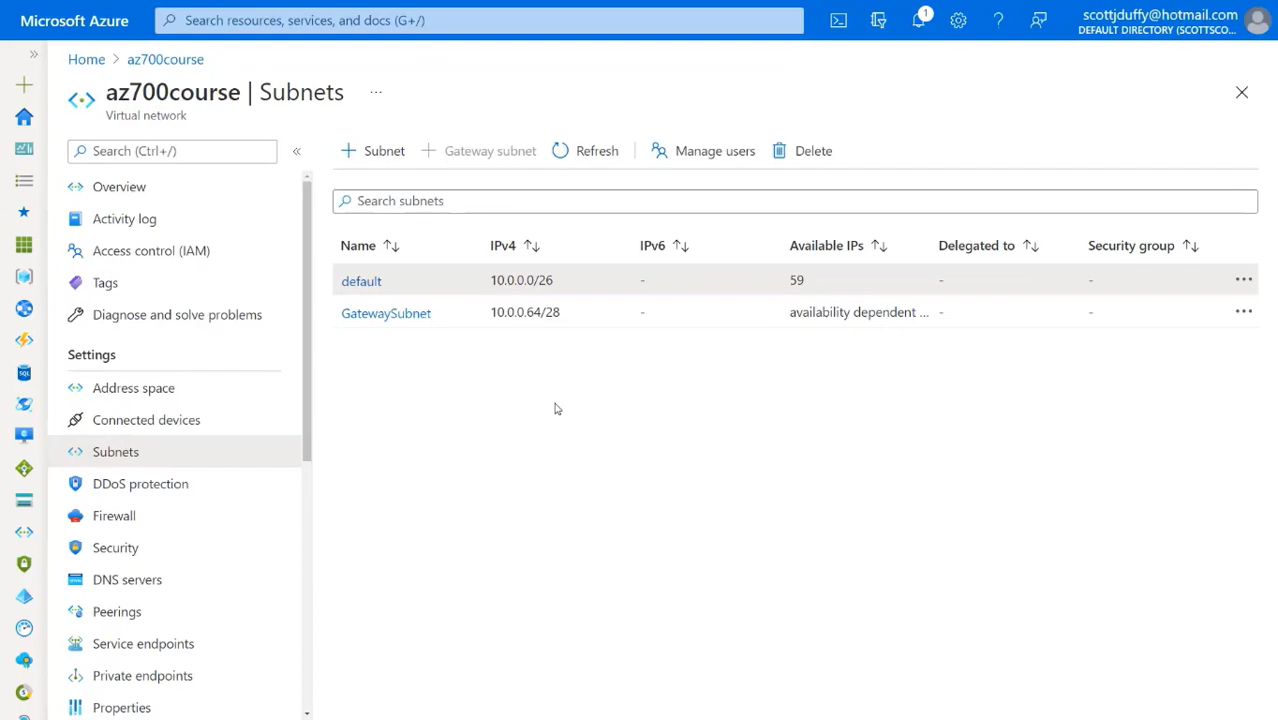 Microsoft Azure
Search resources, services, and docs (G+/)
1
scottjduffy@hotmail.com
DEFAULT DIRECTORY (SCOTTSCO...
Home > az700course
az700course | Subnets ...
Virtual network
Search (Ctrl+/)
Overview
Activity log
Access control (IAM)
Tags
Diagnose and solve problems
Settings
Address space
Connected devices
Subnets
DDoS protection
Firewall
Security
DNS servers
Peerings
Service endpoints
Private endpoints
Properties
+ Subnet + Gateway subnet Refresh Manage users Delete
Search subnets
Name IPv4 IPv6 Available IPs Delegated to Security group
default 10.0.0.0/26 - 59 - - ...
GatewaySubnet 10.0.0.64/28 - availability dependent ... - - ...